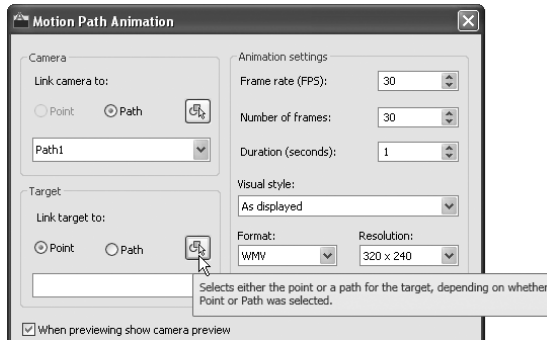 Motion Path Animation
Camera
Link camera to:
Point
Path
Path1
Target
Link target to:
Point
Path
Animation settings
Frame rate (FPS):
30
Number of frames:
30
Duration (seconds):
1
Visual style:
As displayed
Format:
WMV
Resolution:
320 x 240
Selects either the point or a path for the target, depending on whether
Point or Path was selected.
When previewing show camera preview